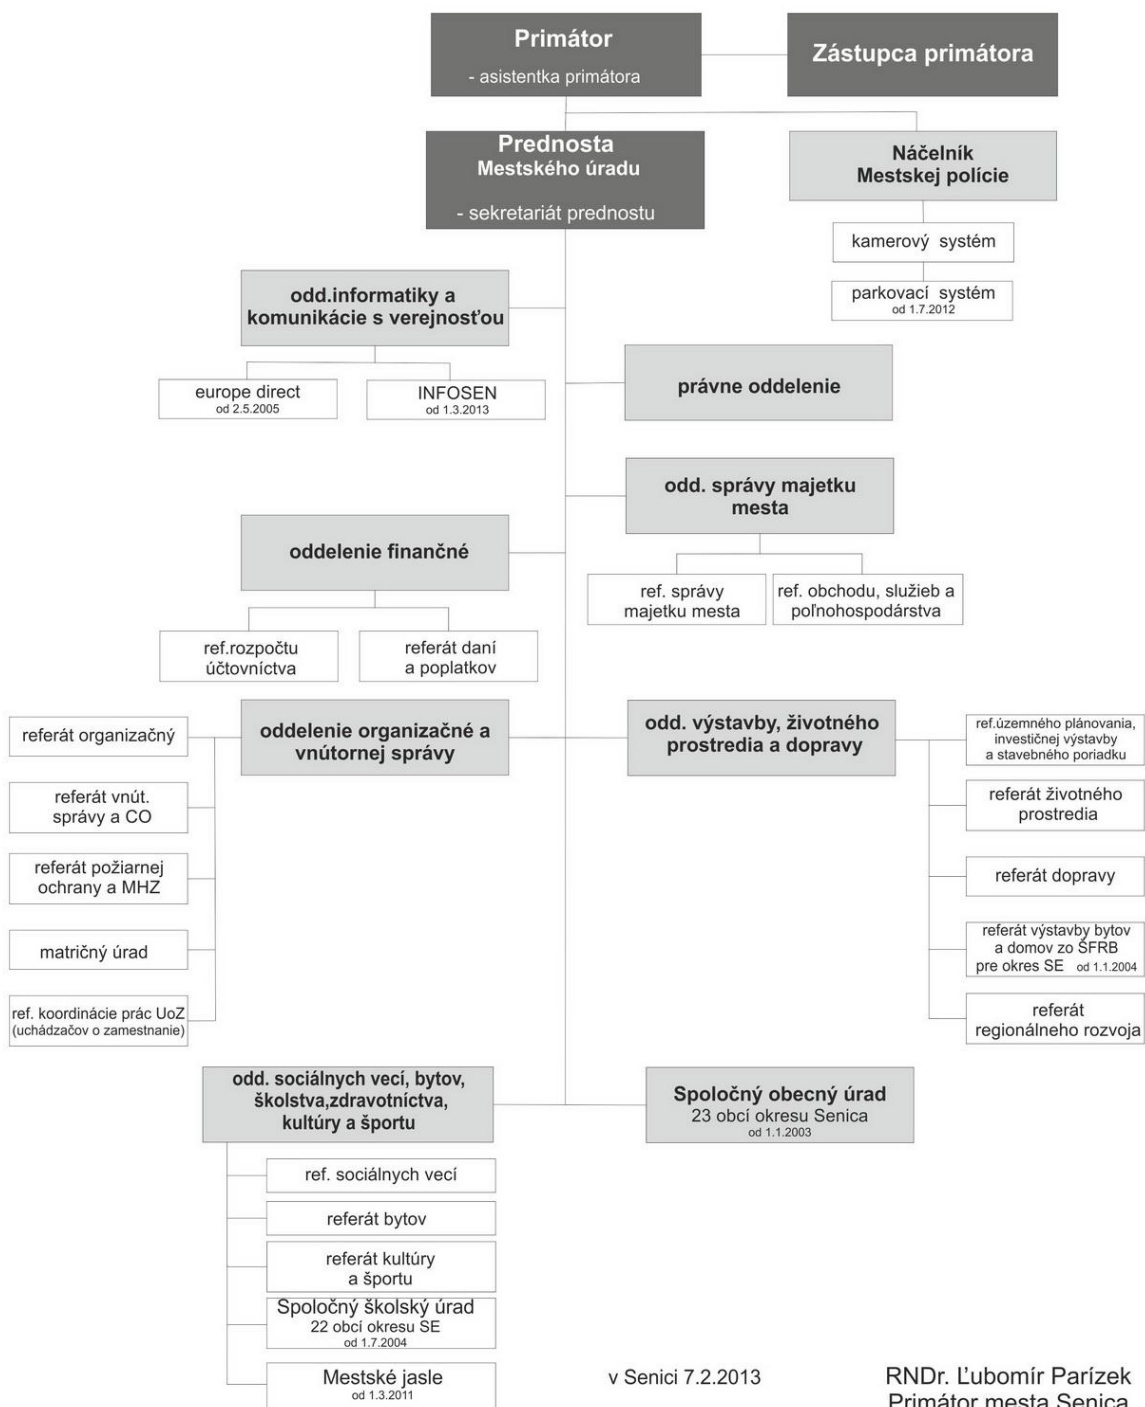 Primátor
- asistentka primátora
Zástupca primátora
Prednosta
Mestského úradu
- sekretariát prednostu
Náčelník
Mestskej polície
kamerový systém
parkovací systém
od 1.7.2012
odd.informatiky a
komunikácie s verejnosťou
europe direct
od 2.5.2005
INFOSEN
od 1.3.2013
právne oddelenie
odd. správy majetku
mesta
oddelenie finančné
ref. správy
majetku mesta
ref. obchodu, služieb a
poľnohospodárstva
ref.rozpočtu
účtovníctva
referát daní
a poplatkov
oddelenie organizačné a
vnútornej správy
referát organizačný
referát vnút.
správy a CO
referát požiarnej
ochrany a MHZ
matričný úrad
ref. koordinácie prác UoZ
(uchádzačov o zamestnanie)
odd. výstavby, životného
prostredia a dopravy
ref.územného plánovania,
investičnej výstavby
a stavebného poriadku
referát životného
prostredia
referát dopravy
referát výstavby bytov
a domov zo ŠFRB
pre okres SE od 1.1.2004
referát
regionálneho rozvoja
odd. sociálnych vecí, bytov,
školstva,zdravotníctva,
kultúry a športu
Spoločný obecný úrad
23 obcí okresu Senica
od 1.1.2003
ref. sociálnych vecí
referát bytov
referát kultúry
a športu
Spoločný školský úrad
22 obcí okresu SE
od 1.7.2004
Mestské jasle
od 1.3.2011
v Senici 7.2.2013
RNDr. Ľubomír Parízek
Primátor mesta Senica